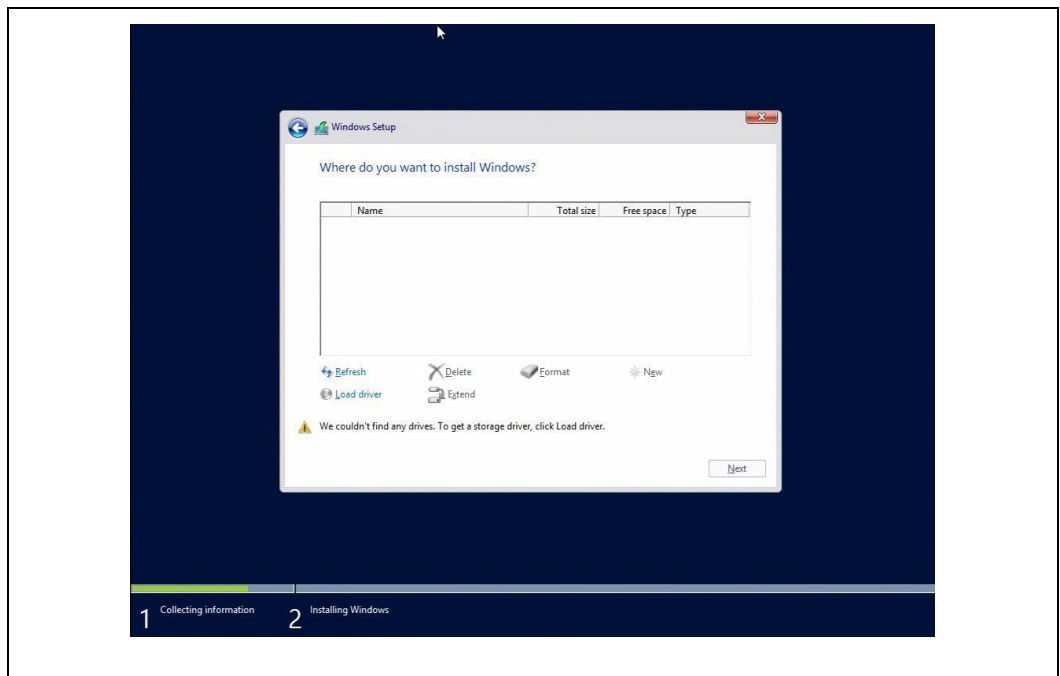 Windows Setup
Where do you want to install Windows?
Name Total size Free space Type
Refresh Delete Format New
Load driver Extend
We couldn't find any drives. To get a storage driver, click Load driver.
Next
1 Collecting information 2 Installing Windows